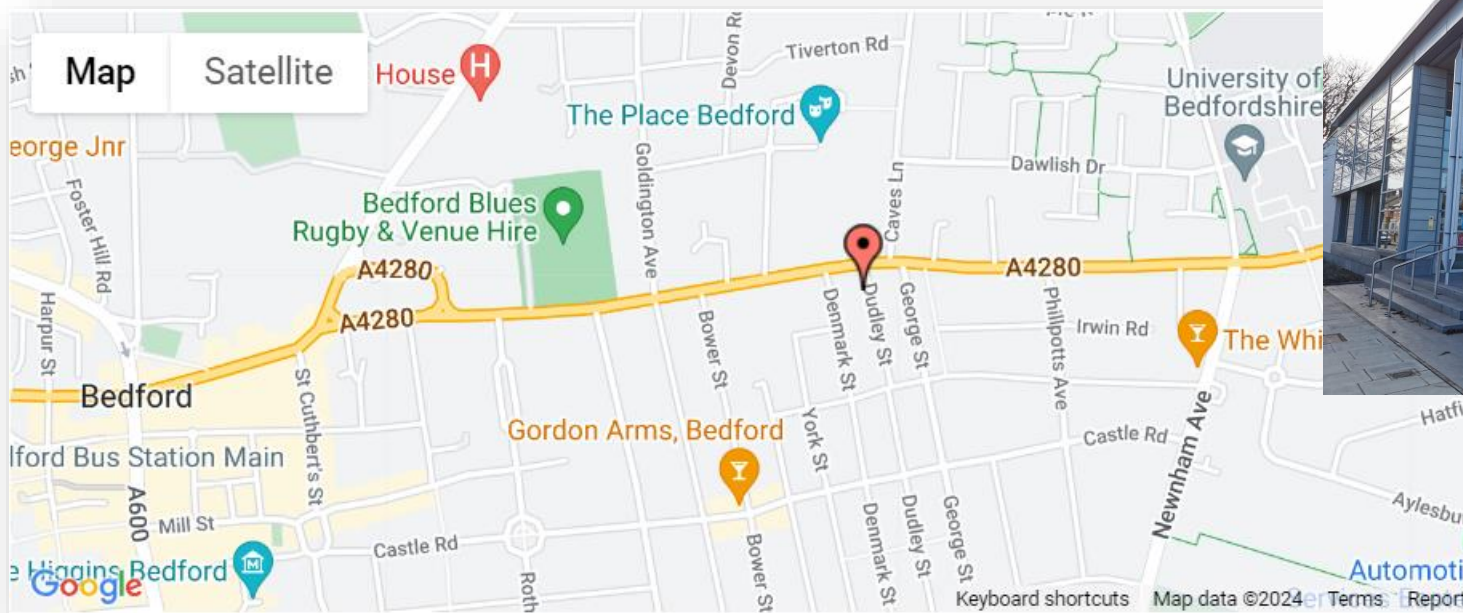 Map
Satellite
House
H
Devon Rd
Tiverton Rd
University of
Bedfordshire
The Place Bedford
eorge Jnr
Foster Hill Rd
Goldington Ave
Caves Ln
Dawlish Dr
Bedford Blues
Rugby & Venue Hire
A4280
A4280
A4280
Harpur St
Bower St
Denmark St
Dudley St
George St
Phillpotts Ave
Irwin Rd
The Whi
Bedford
St Cuthbert's St
Gordon Arms, Bedford
York St
Castle Rd
Newnham Ave
Hatfi
lford Bus Station Main
A600
Mill St
Castle Rd
Roth
Bower St
Denmark St
Dudley St
George St
Aylesbu
e Higgins Bedford
M
Google
Automoti
Keyboard shortcuts
Map data ©2024
Terms
Report